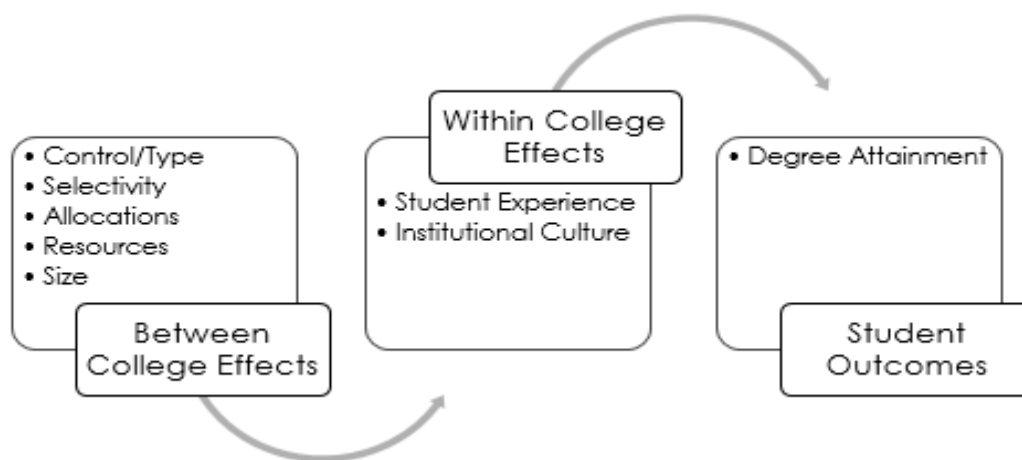 • Control/Type
• Selectivity
• Allocations
• Resources
• Size
Between
College Effects
Within College
Effects
• Student Experience
• Institutional Culture
• Degree Attainment
Student
Outcomes